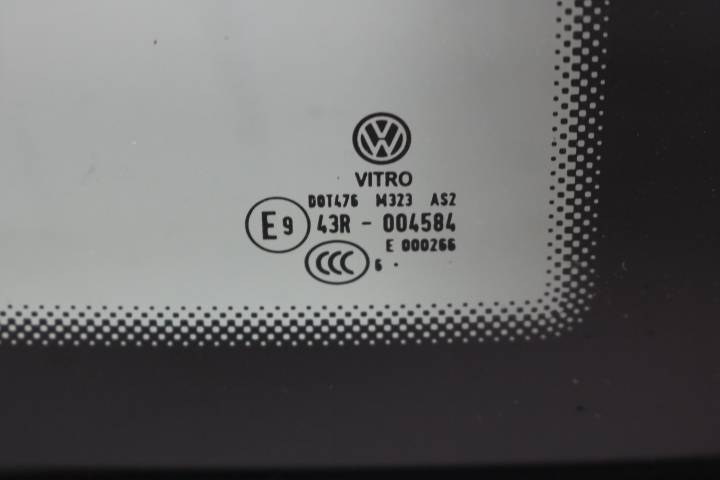 VW
VITRO
DOT476 M323 AS2
E9 43R - 004584
E 000266
CCC 6 ·